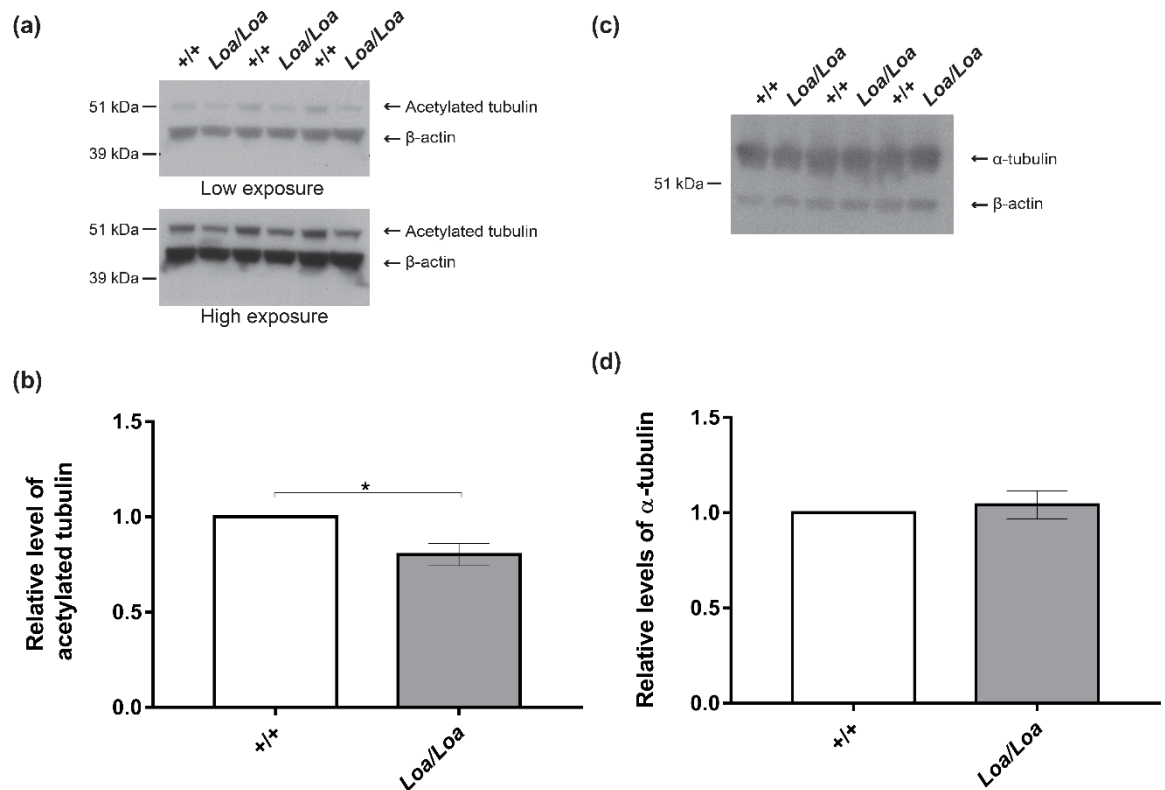 (a)
+/+ Loa/Loa +/+ Loa/Loa +/+ Loa/Loa
51 kDa
← Acetylated tubulin
← β-actin
39 kDa
Low exposure
51 kDa
← Acetylated tubulin
← β-actin
39 kDa
High exposure
(b)
Relative level of
acetylated tubulin
1.5
1.0
0.5
0.0
*
+/+
Loa/Loa
(c)
+/+ Loa/Loa +/+ Loa/Loa +/+ Loa/Loa
← α-tubulin
51 kDa
← β-actin
(d)
Relative levels of α-tubulin
1.5
1.0
0.5
0.0
+/+
Loa/Loa